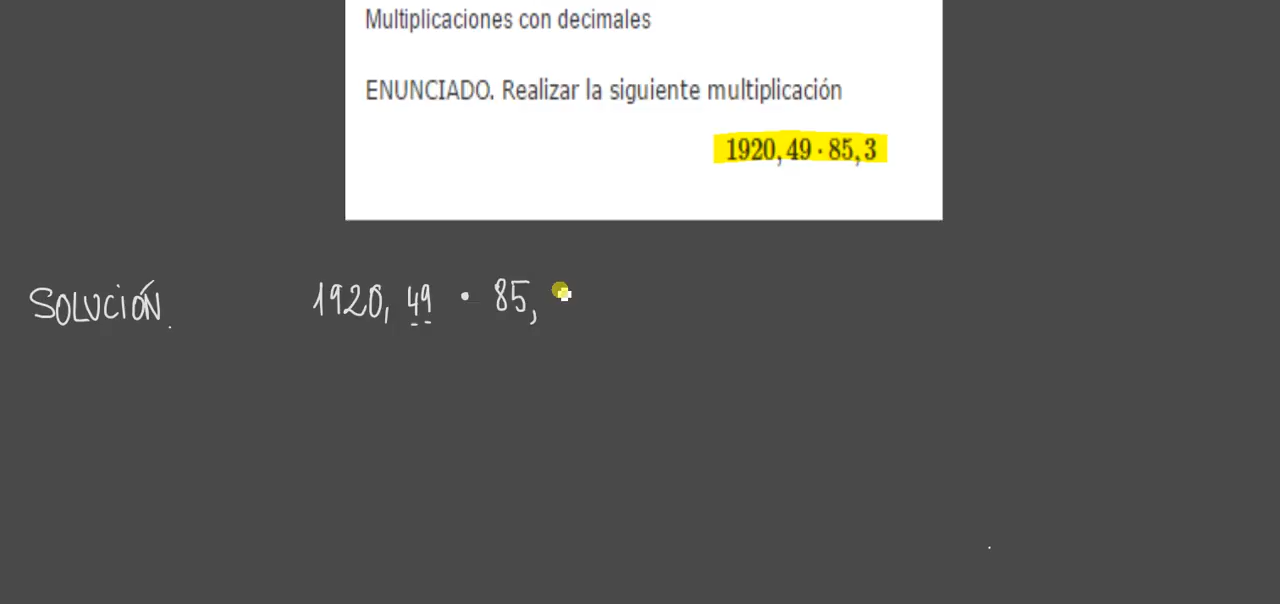 Multiplicaciones con decimales
ENUNCIADO. Realizar la siguiente multiplicación
1920,49 · 85,3
SOLUCIÓN. 1920,49 · 85,